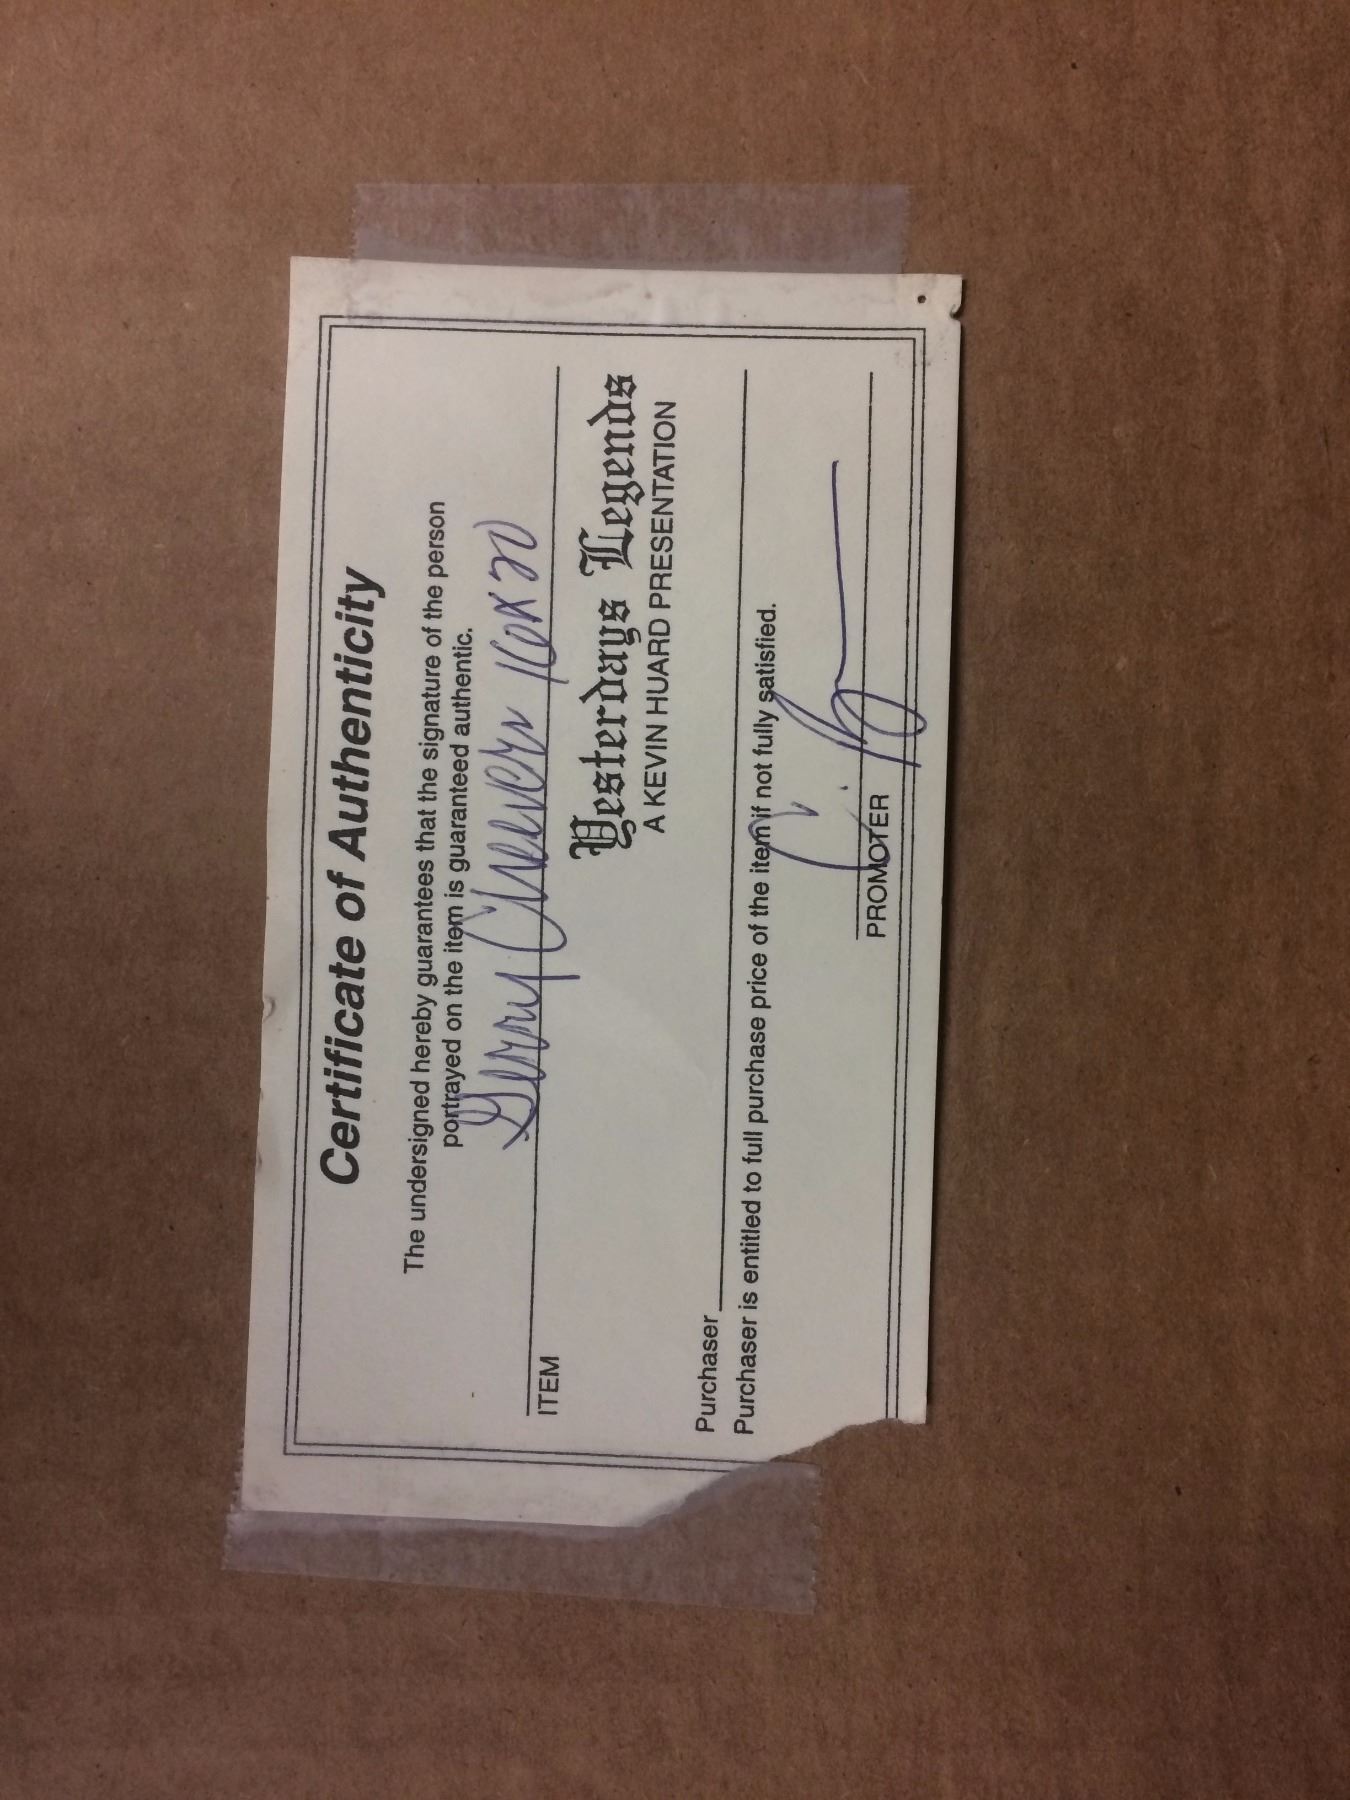 Certificate of Authenticity
The undersigned hereby guarantees that the signature of the person
portrayed on the item is guaranteed authentic.
Gerry Cheevers 16x20
ITEM
Yesterdays Legends
A KEVIN HUARD PRESENTATION
Purchaser
Purchaser is entitled to full purchase price of the item if not fully satisfied.
PROMOTER